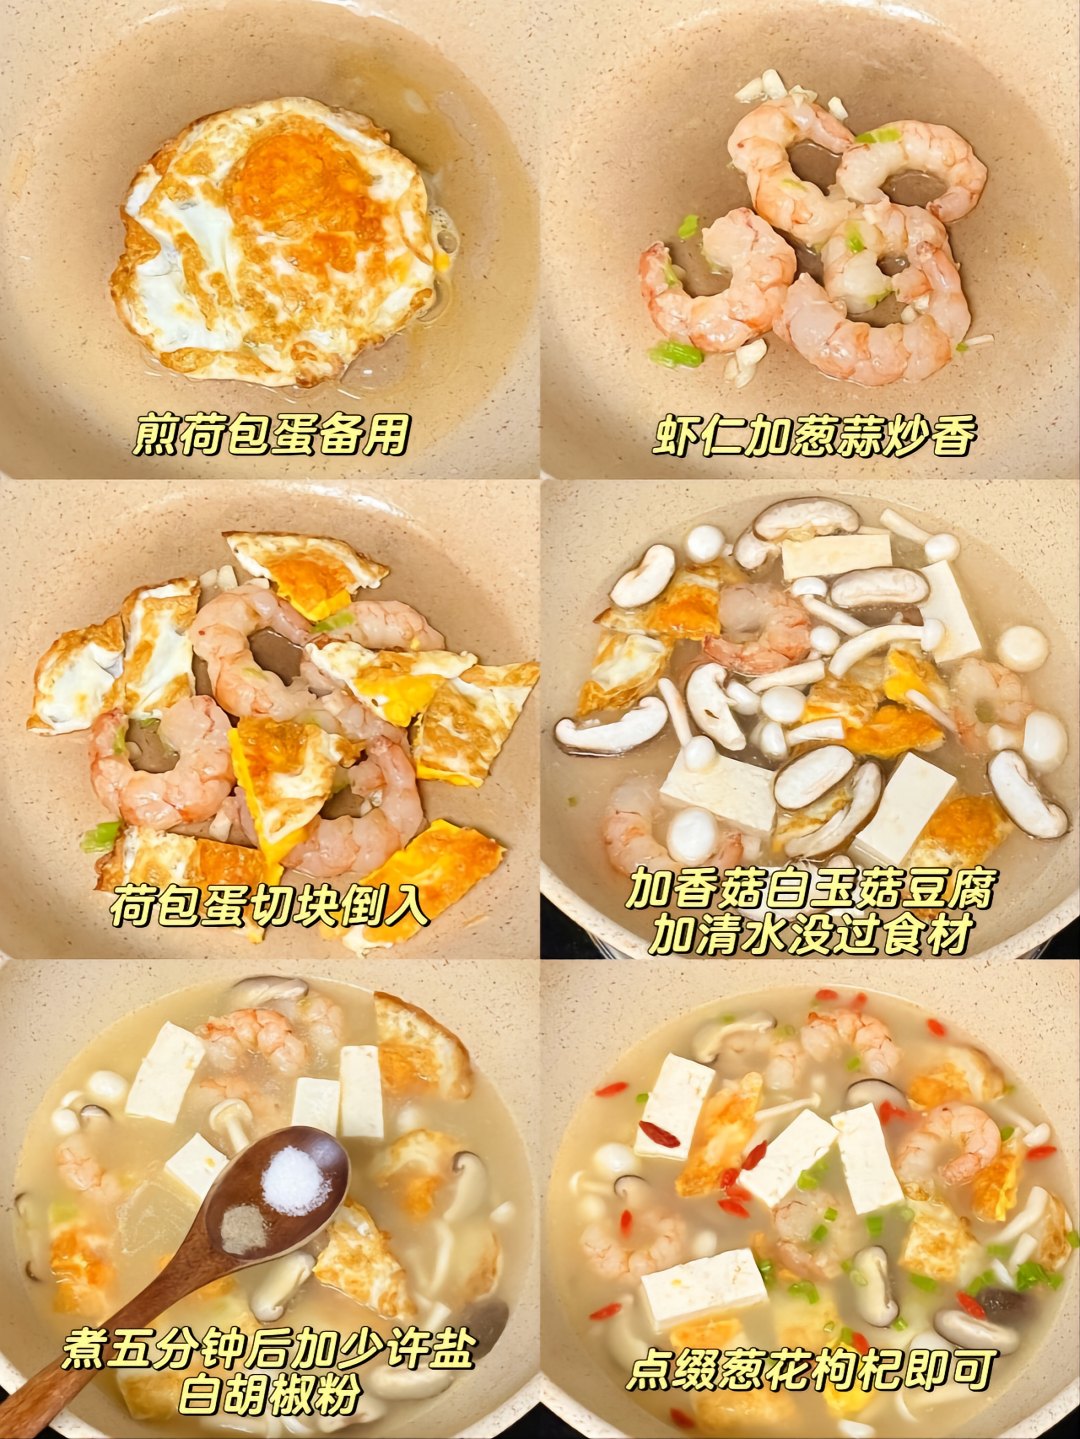 煎荷包蛋备用
虾仁加葱蒜炒香
荷包蛋切块倒入
加香菇白玉菇豆腐
加清水没过食材
煮五分钟后加少许盐
白胡椒粉
点缀葱花枸杞即可